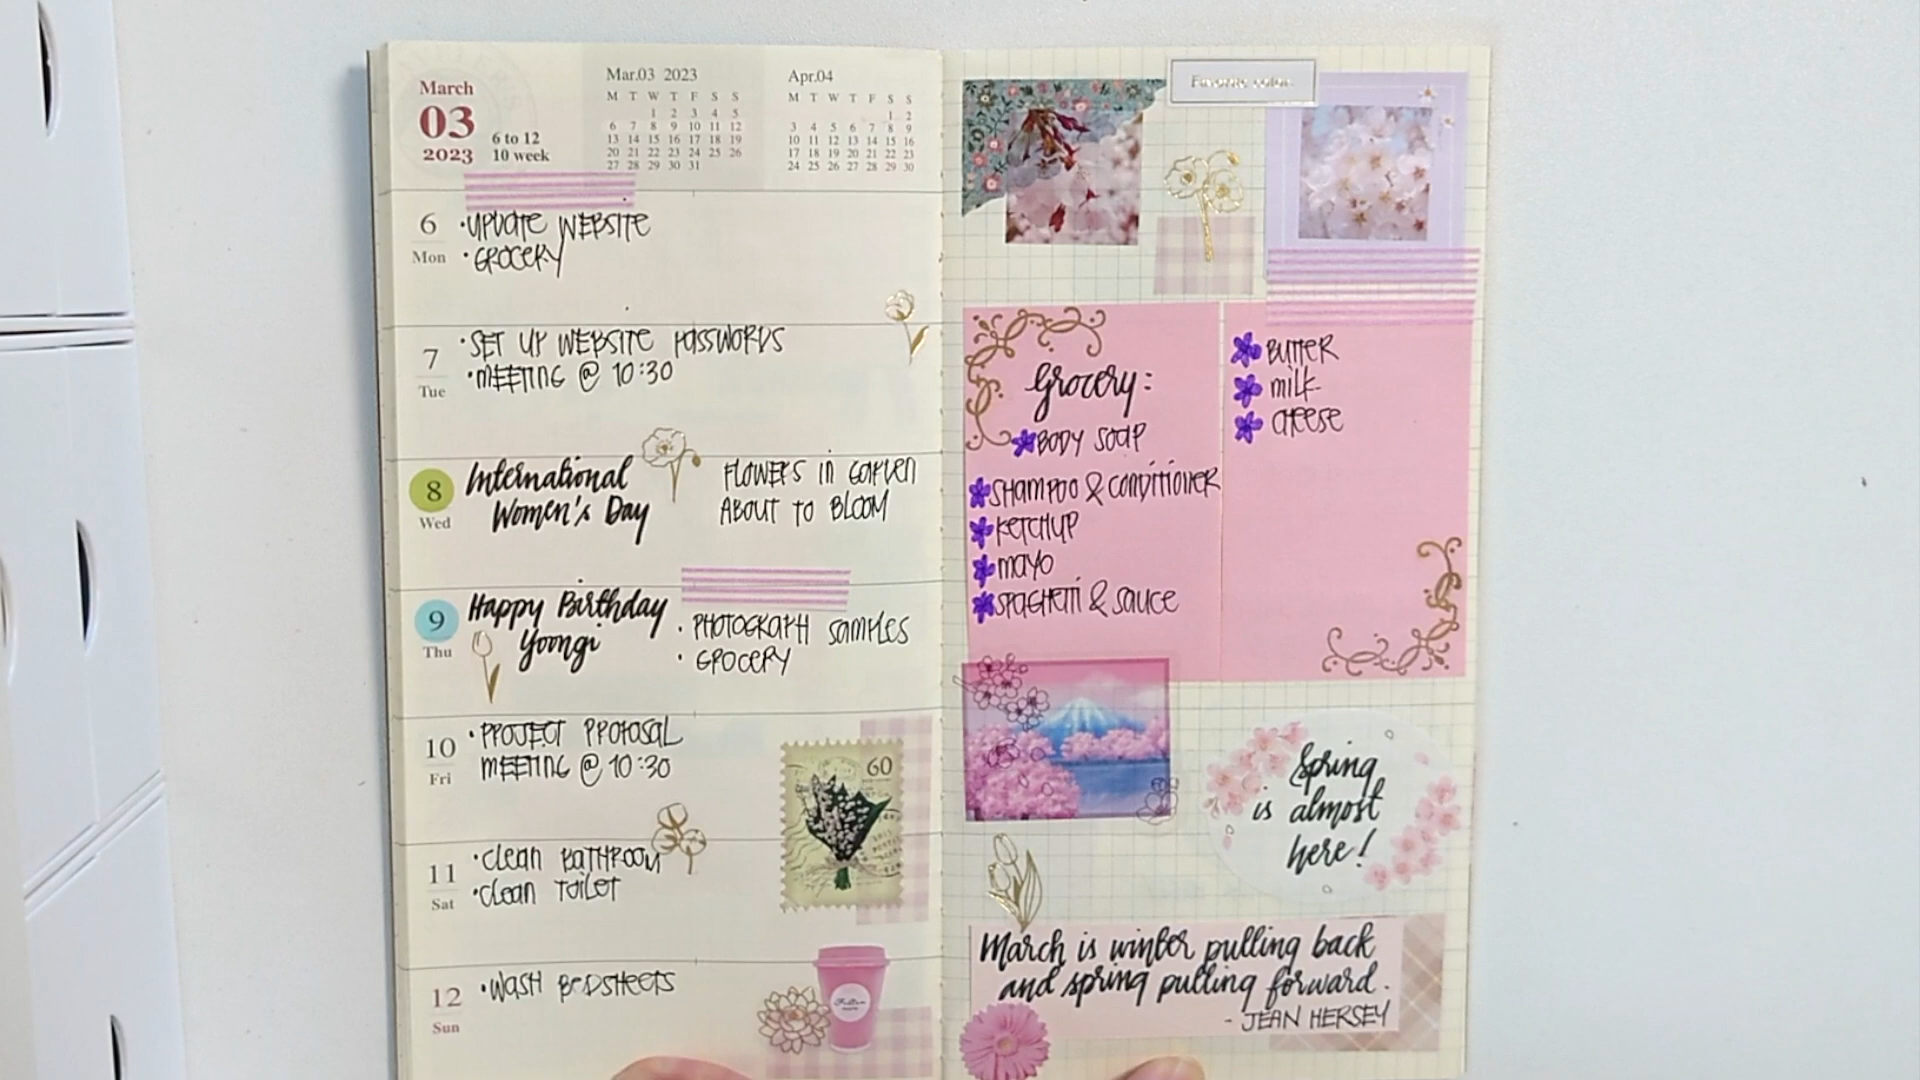 March
03
2023
6 to 12
10 week
Mar.03 2023
M T W T F S S
1 2 3 4 5
6 7 8 9 10 11 12
13 14 15 16 17 18 19
20 21 22 23 24 25 26
27 28 29 30 31
Apr.04
M T W T F S S
1 2
3 4 5 6 7 8 9
10 11 12 13 14 15 16
17 18 19 20 21 22 23
24 25 26 27 28 29 30
6
Mon
• UPDATE WEBSITE
• GROCERY
7
Tue
• SET UP WEBSITE PASSWORDS
• MEETING @ 10:30
8
Wed
International
Women's Day
FLOWERS in GARDEN
ABOUT TO BLOOM
9
Thu
Happy Birthday
Yoongi
• PHOTOGRAPH SAMPLES
• GROCERY
10
Fri
• PROJECT PROPOSAL
MEETING @ 10:30
60
11
Sat
• CLEAN BATHROOM
• CLEAN TOILET
12
Sun
• WASH BEDSHEETS
Favorite color
Grocery:
BODY SOAP
SHAMPOO & CONDITIONER
KETCHUP
MAYO
SPAGHETTI & SAUCE
BUTTER
MILK
CHEESE
Spring
is almost
here!
March is winter pulling back
and spring pulling forward.
- JEAN HERSEY